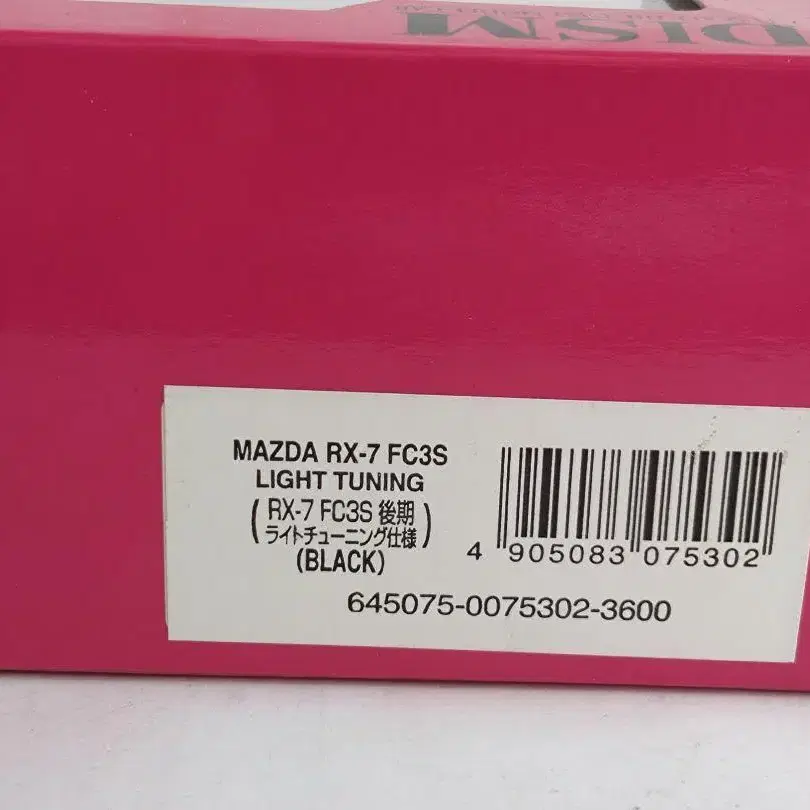 DISM
MAZDA RX-7 FC3S
LIGHT TUNING
(RX-7 FC3S 後期
ライトチューニング仕様)
(BLACK)
4 905083 075302
645075-0075302-3600